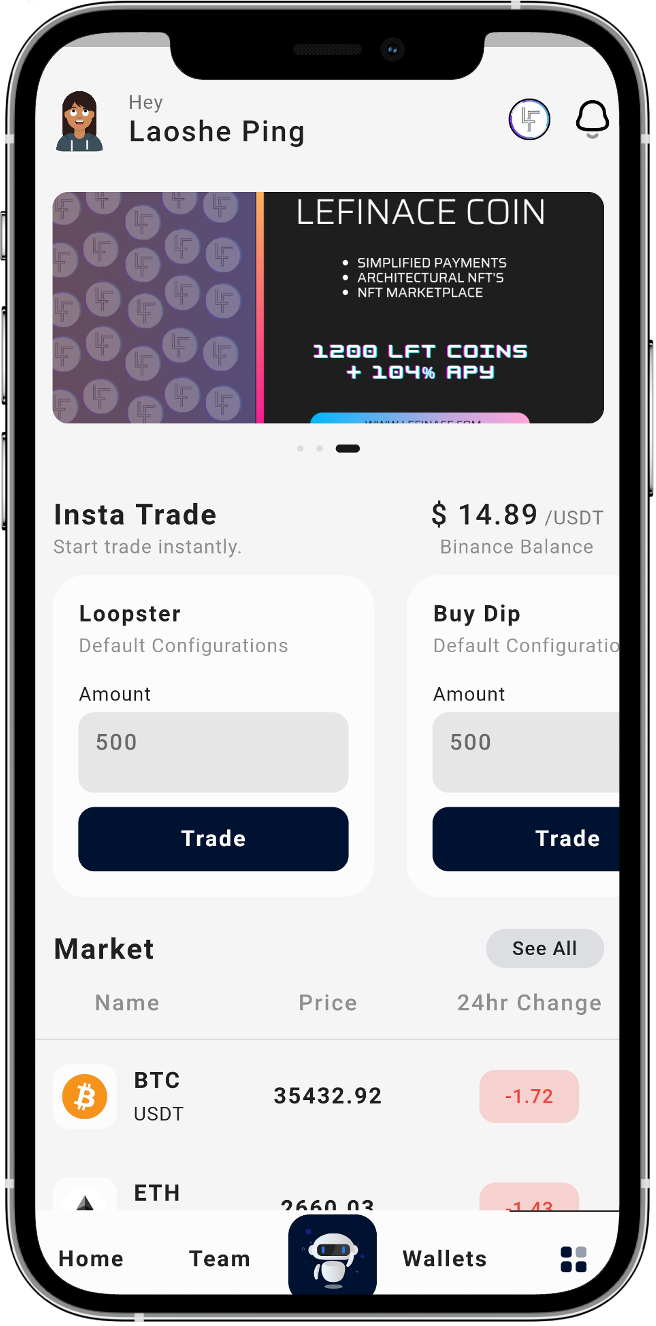 Hey
Laoshe Ping
LEFINACE COIN
• SIMPLIFIED PAYMENTS
• ARCHITECTURAL NFT'S
• NFT MARKETPLACE
1200 LFT COINS
+ 104% APY
WWW.LEFINACE.COM
Insta Trade
$ 14.89 /USDT
Start trade instantly.
Binance Balance
Loopster
Default Configurations
Amount
500
Trade
Buy Dip
Default Configuratio
Amount
500
Trade
Market
See All
Name Price 24hr Change
BTC
USDT
35432.92
-1.72
ETH
2660.03
-1.43
Home Team Wallets